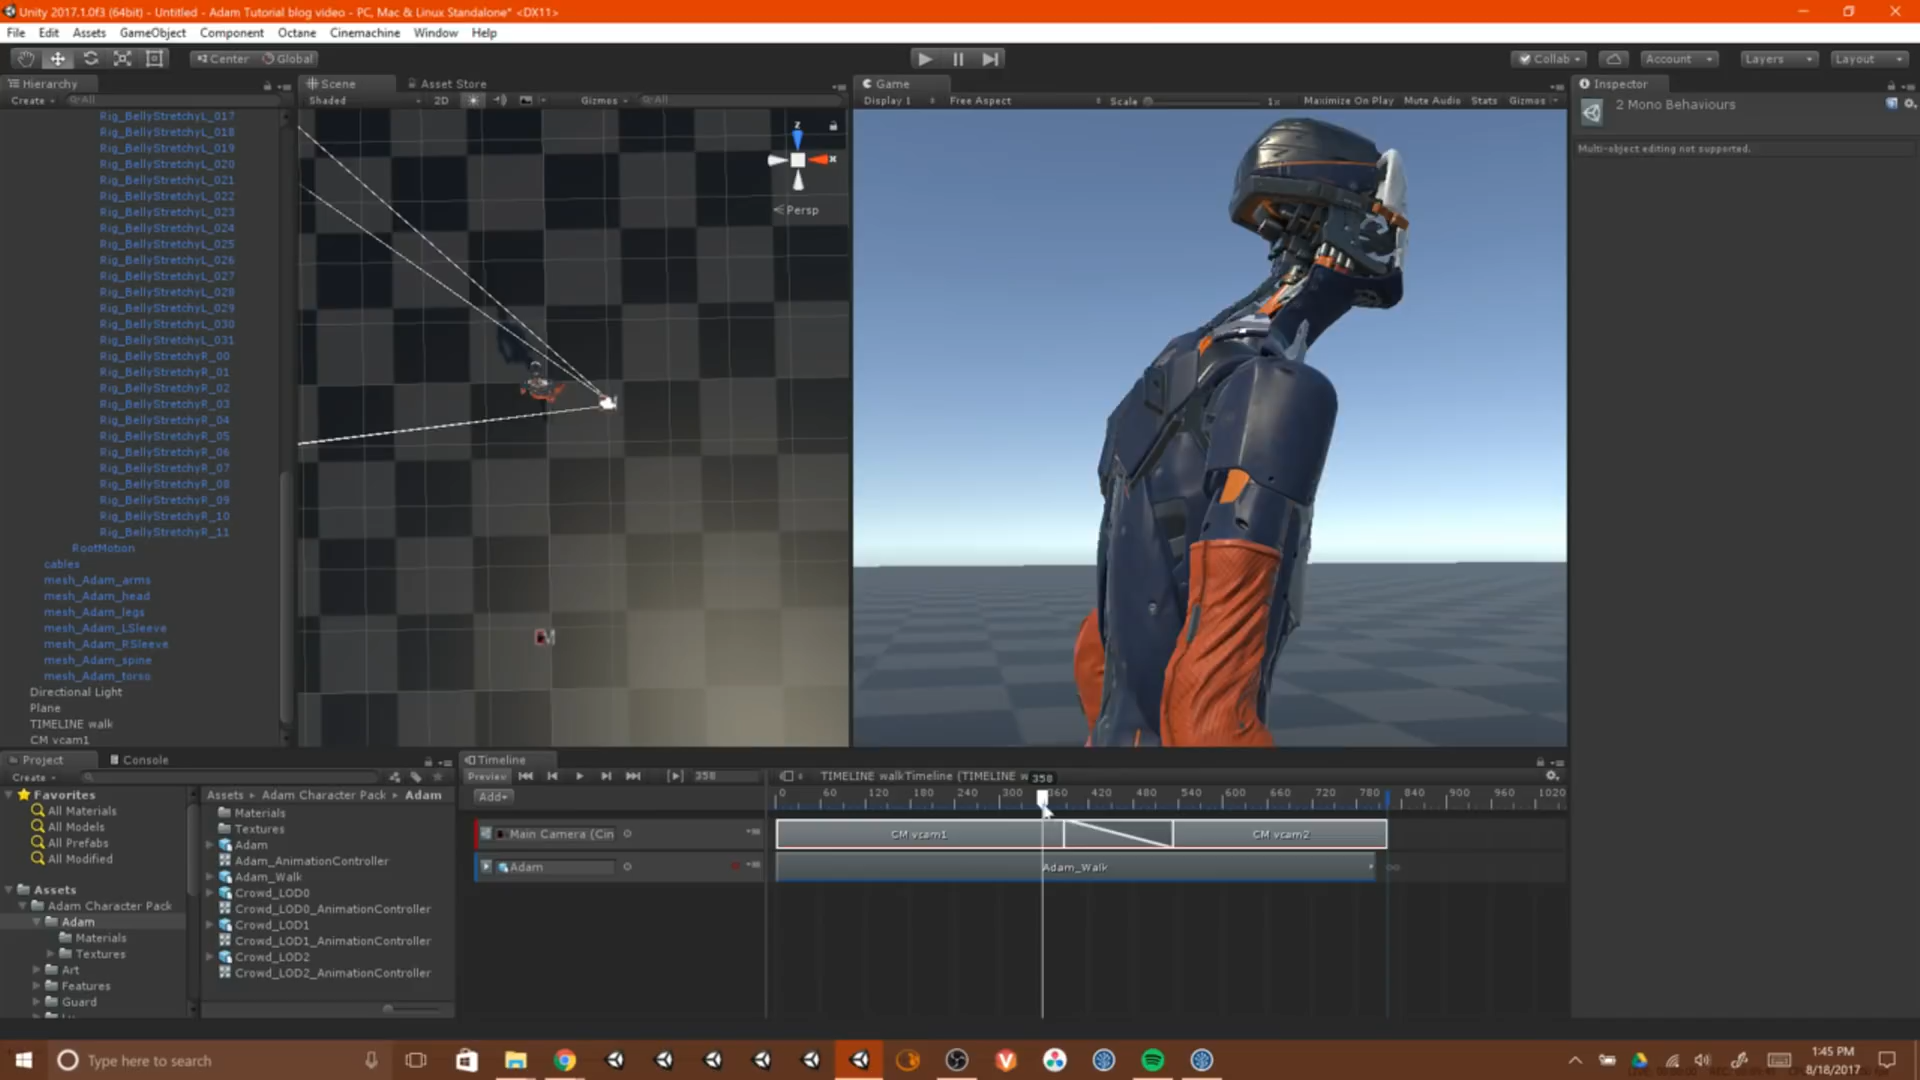 Unity 2017.1.0f3 (64bit) - Untitled - Adam Tutorial blog video - PC, Mac & Linux Standalone* <DX11>
File Edit Assets GameObject Component Octane Cinemachine Window Help
Center Global
Collab Account Layers Layout
Hierarchy
Create All
Rig_BellyStretchyL_017
Rig_BellyStretchyL_018
Rig_BellyStretchyL_019
Rig_BellyStretchyL_020
Rig_BellyStretchyL_021
Rig_BellyStretchyL_022
Rig_BellyStretchyL_023
Rig_BellyStretchyL_024
Rig_BellyStretchyL_025
Rig_BellyStretchyL_026
Rig_BellyStretchyL_027
Rig_BellyStretchyL_028
Rig_BellyStretchyL_029
Rig_BellyStretchyL_030
Rig_BellyStretchyL_031
Rig_BellyStretchyR_00
Rig_BellyStretchyR_01
Rig_BellyStretchyR_02
Rig_BellyStretchyR_03
Rig_BellyStretchyR_04
Rig_BellyStretchyR_05
Rig_BellyStretchyR_06
Rig_BellyStretchyR_07
Rig_BellyStretchyR_08
Rig_BellyStretchyR_09
Rig_BellyStretchyR_10
Rig_BellyStretchyR_11
RootMotion
cables
mesh_Adam_arms
mesh_Adam_head
mesh_Adam_legs
mesh_Adam_LSleeve
mesh_Adam_RSleeve
mesh_Adam_spine
mesh_Adam_torso
Directional Light
Plane
TIMELINE walk
CM vcam1
Scene Asset Store
Shaded 2D Gizmos All
z
x
Persp
Game
Display 1 Free Aspect Scale 1x Maximize On Play Mute Audio Stats Gizmos
Inspector
2 Mono Behaviours
Multi-object editing not supported.
Project Console
Create
Favorites
All Materials
All Models
All Prefabs
All Modified
Assets
Adam Character Pack
Adam
Materials
Textures
Art
Features
Guard
Assets Adam Character Pack Adam
Materials
Textures
Adam
Adam_AnimationController
Adam_Walk
Crowd_LOD0
Crowd_LOD0_AnimationController
Crowd_LOD1
Crowd_LOD1_AnimationController
Crowd_LOD2
Crowd_LOD2_AnimationController
Timeline
Preview 358 TIMELINE walkTimeline (TIMELINE w 358
Add
0 60 120 180 240 300 360 420 480 540 600 660 720 780 840 900 960 1020
Main Camera (Cin CM vcam1 CM vcam2
Adam Adam_Walk
Type here to search
1:45 PM
8/18/2017